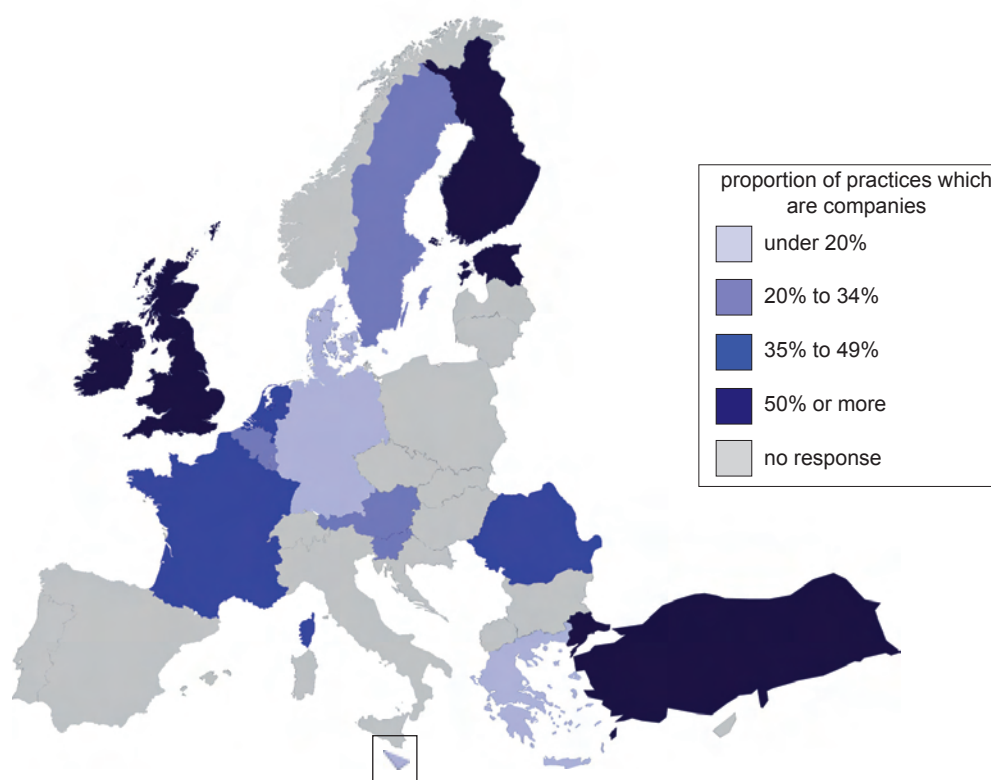 proportion of practices which
are companies
under 20%
20% to 34%
35% to 49%
50% or more
no response